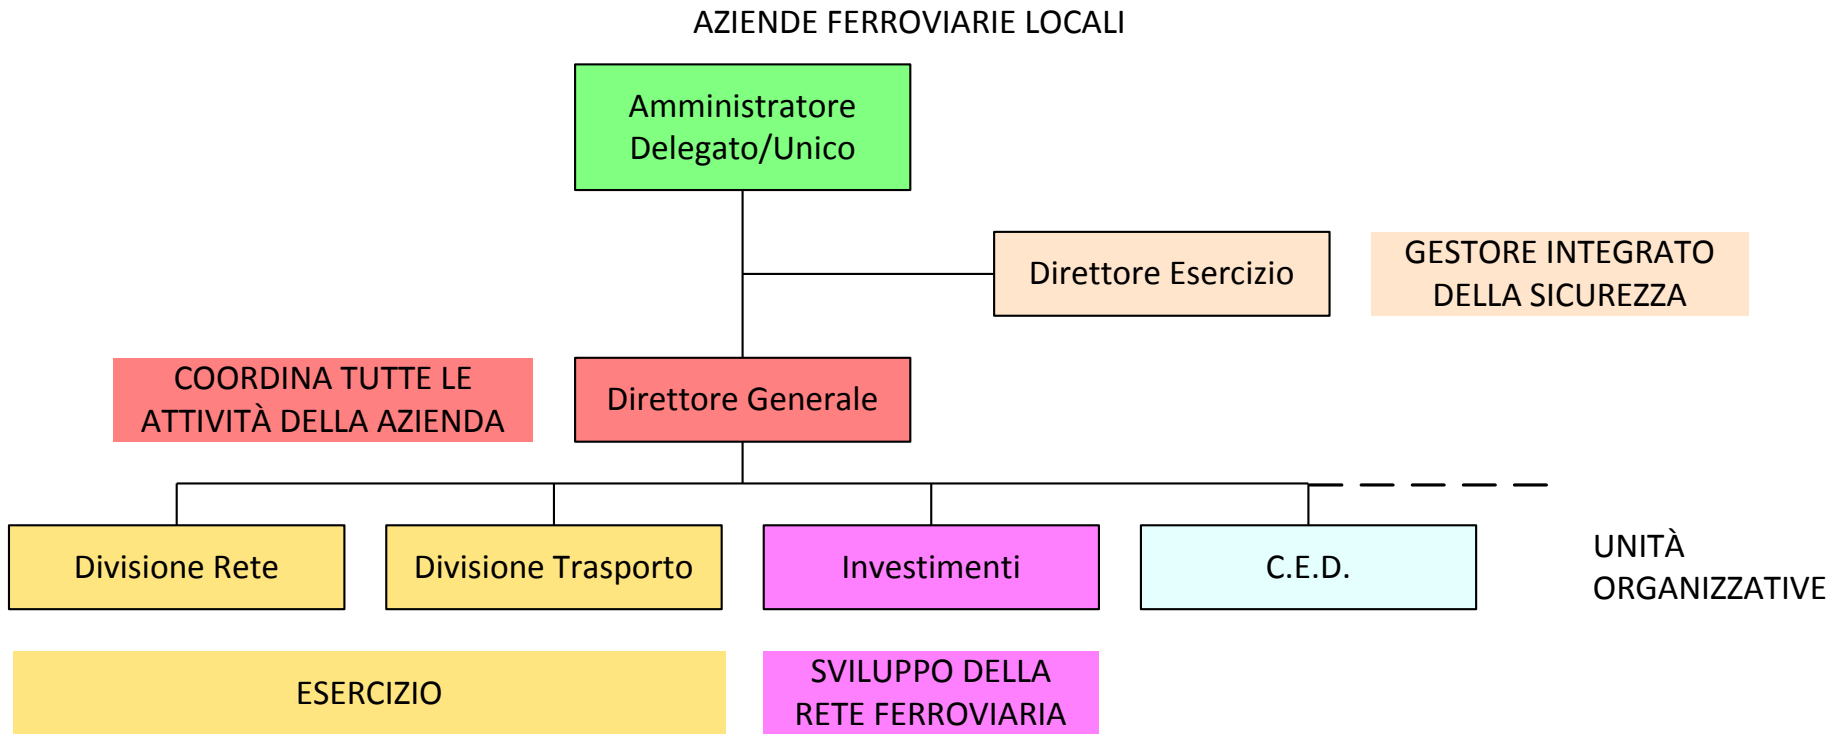 AZIENDE FERROVIARIE LOCALI
Amministratore
Delegato/Unico
Direttore Esercizio
GESTORE INTEGRATO
DELLA SICUREZZA
COORDINA TUTTE LE
ATTIVITÀ DELLA AZIENDA
Direttore Generale
Divisione Rete
Divisione Trasporto
Investimenti
C.E.D.
UNITÀ
ORGANIZZATIVE
ESERCIZIO
SVILUPPO DELLA
RETE FERROVIARIA